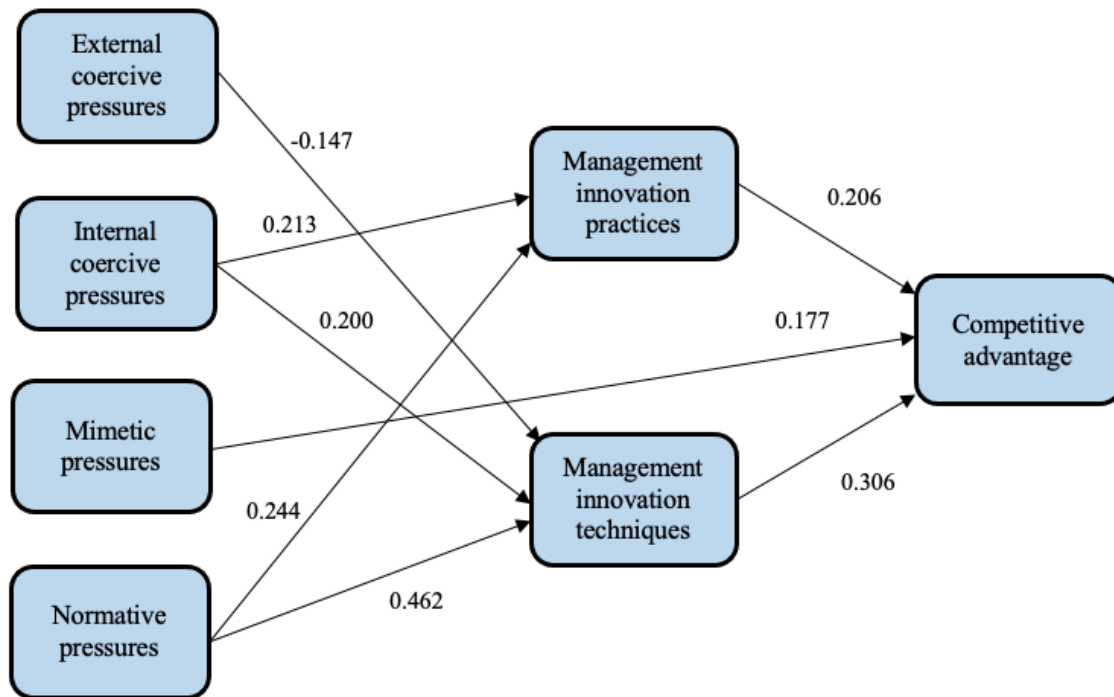 External
coercive
pressures
-0.147
Management
innovation
practices
0.206
Internal
coercive
pressures
0.213
0.200
0.177
Competitive
advantage
Mimetic
pressures
Management
innovation
techniques
0.306
0.244
Normative
pressures
0.462